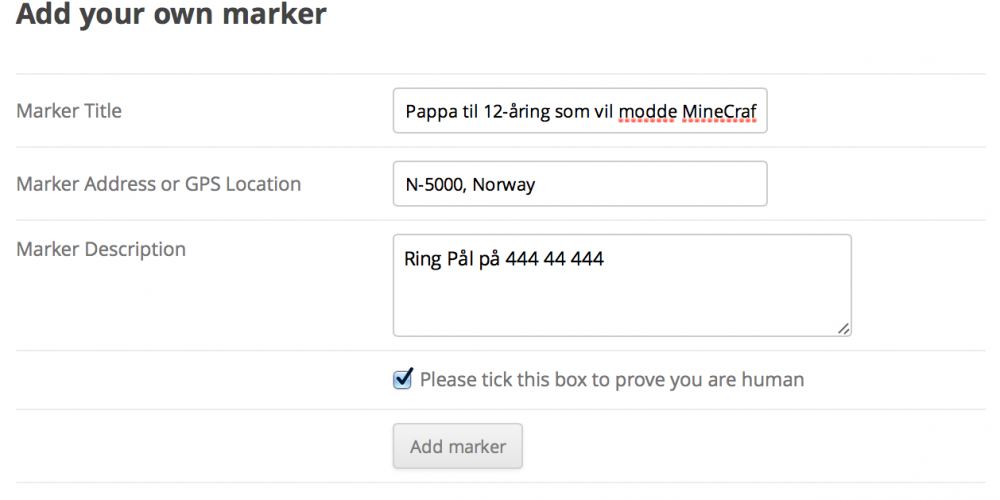 Add your own marker
Marker Title
Pappa til 12-åring som vil modde MineCraf
Marker Address or GPS Location
N-5000, Norway
Marker Description
Ring Pål på 444 44 444
Please tick this box to prove you are human
Add marker